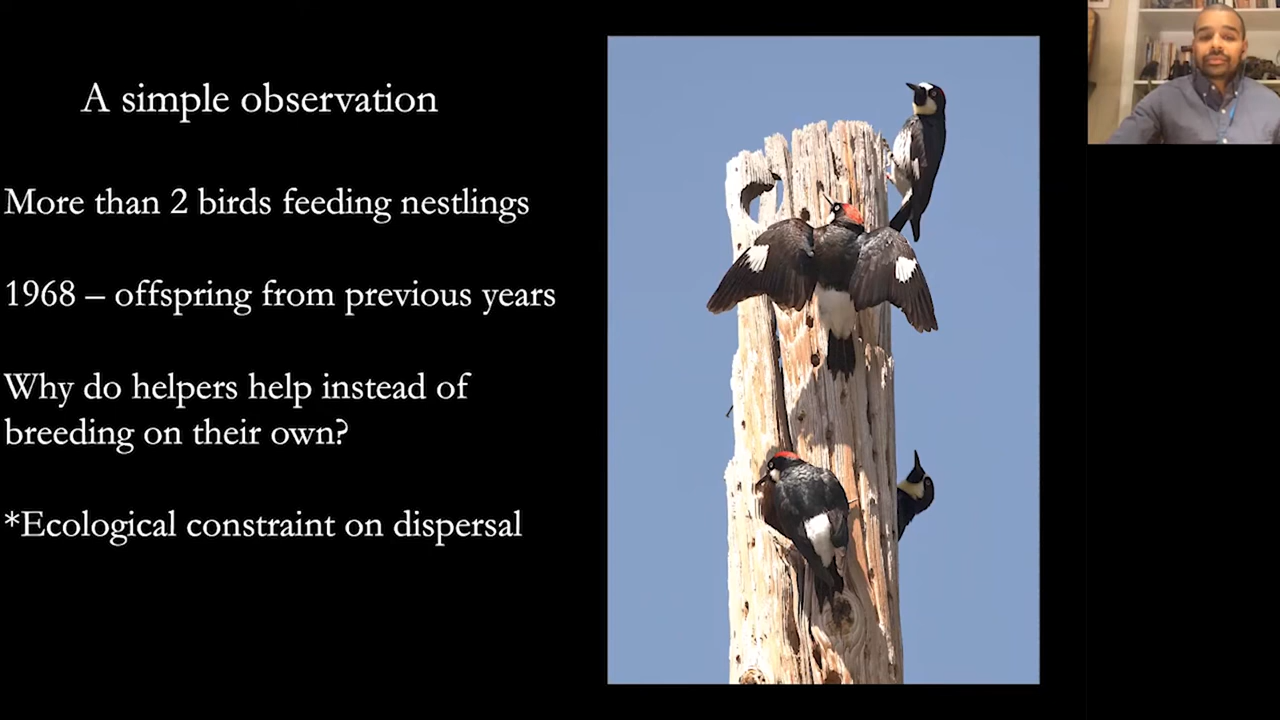 A simple observation
More than 2 birds feeding nestlings
1968 – offspring from previous years
Why do helpers help instead of
breeding on their own?
*Ecological constraint on dispersal